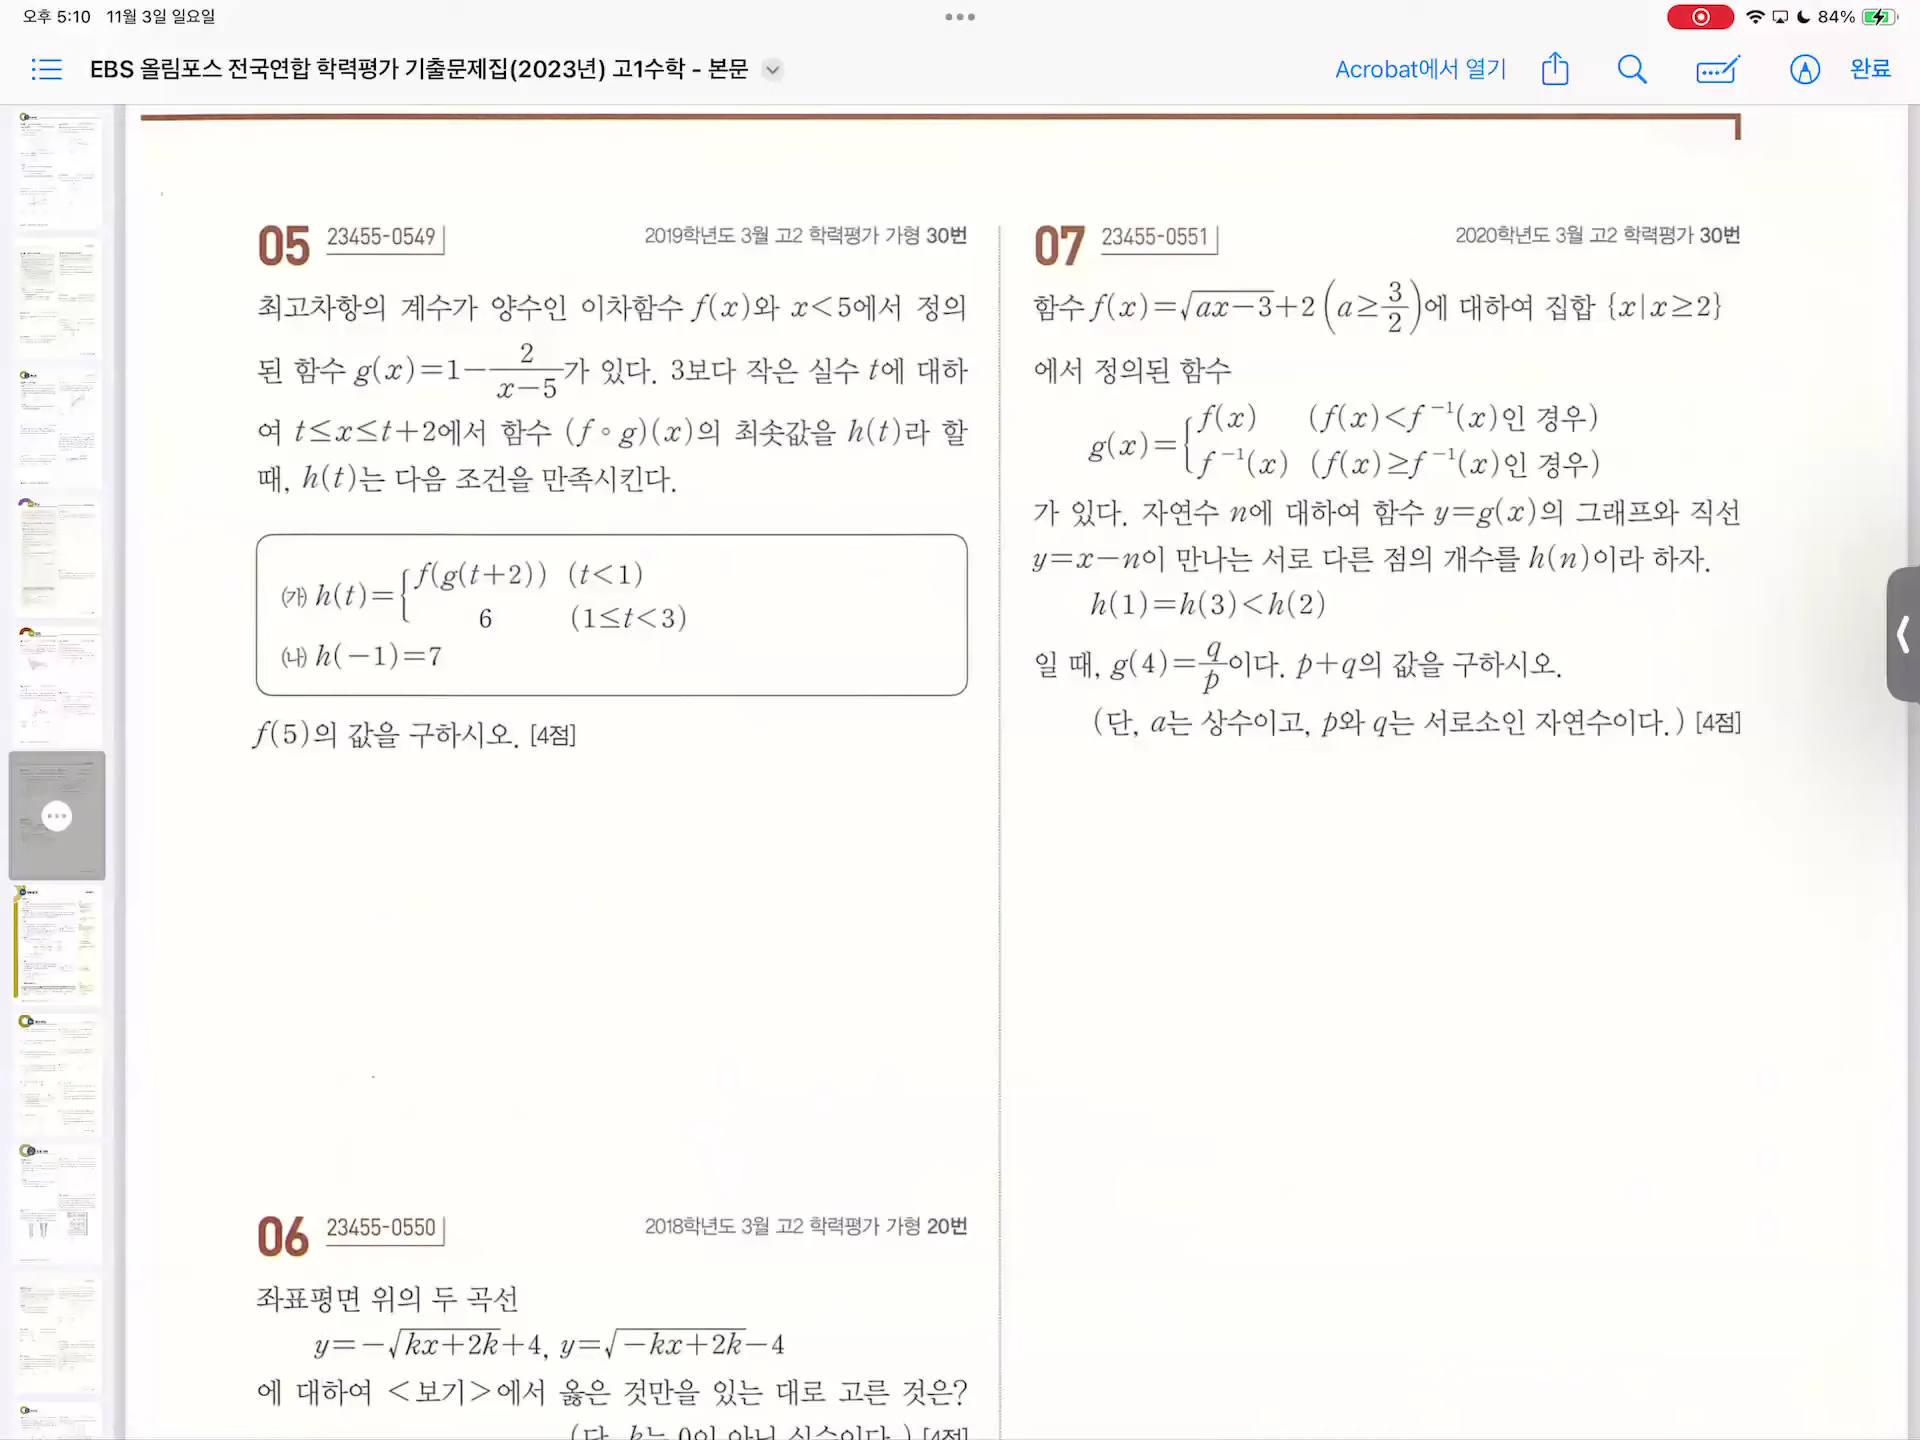 오후 5:10 11월 3일 일요일
84%
EBS 올림포스 전국연합 학력평가 기출문제집(2023년) 고1수학 - 본문
Acrobat에서 열기
완료
05 23455-0549 2019학년도 3월 고2 학력평가 가형 30번
최고차항의 계수가 양수인 이차함수 f(x)와 x<5에서 정의
된 함수 g(x)=1-\frac{2}{x-5}가 있다. 3보다 작은 실수 t에 대하
여 t≤x≤t+2에서 함수 (f∘g)(x)의 최솟값을 h(t)라 할
때, h(t)는 다음 조건을 만족시킨다.
㈎ h(t)={f(g(t+2)) (t<1)
6 (1≤t<3)
㈏ h(-1)=7
f(5)의 값을 구하시오. [4점]
06 23455-0550 2018학년도 3월 고2 학력평가 가형 20번
좌표평면 위의 두 곡선
y=-√(kx+2k)+4, y=√(-kx+2k)-4
에 대하여 <보기>에서 옳은 것만을 있는 대로 고른 것은?
(단, k는 0이 아닌 실수이다.) [4점]
07 23455-0551 2020학년도 3월 고2 학력평가 30번
함수 f(x)=√(ax-3)+2 (a≥\frac{3}{2})에 대하여 집합 {x|x≥2}
에서 정의된 함수
g(x)={f(x) (f(x)<f⁻¹(x)인 경우)
f⁻¹(x) (f(x)≥f⁻¹(x)인 경우)
가 있다. 자연수 n에 대하여 함수 y=g(x)의 그래프와 직선
y=x-n이 만나는 서로 다른 점의 개수를 h(n)이라 하자.
h(1)=h(3)<h(2)
일 때, g(4)=\frac{q}{p}이다. p+q의 값을 구하시오.
(단, a는 상수이고, p와 q는 서로소인 자연수이다.) [4점]